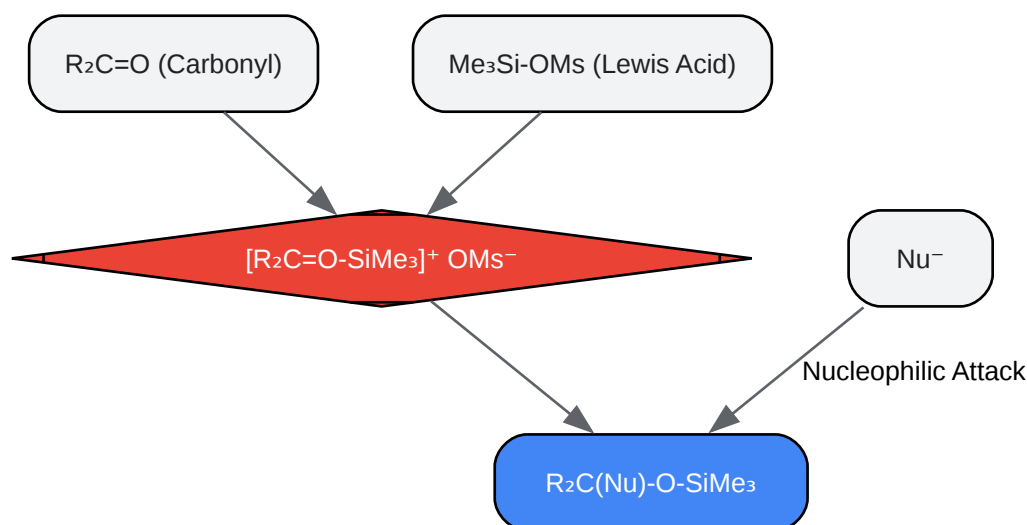 R₂C=O (Carbonyl)
Me₃Si-OMs (Lewis Acid)
[R₂C=O-SiMe₃]⁺ OMs⁻
Nu⁻
Nucleophilic Attack
R₂C(Nu)-O-SiMe₃